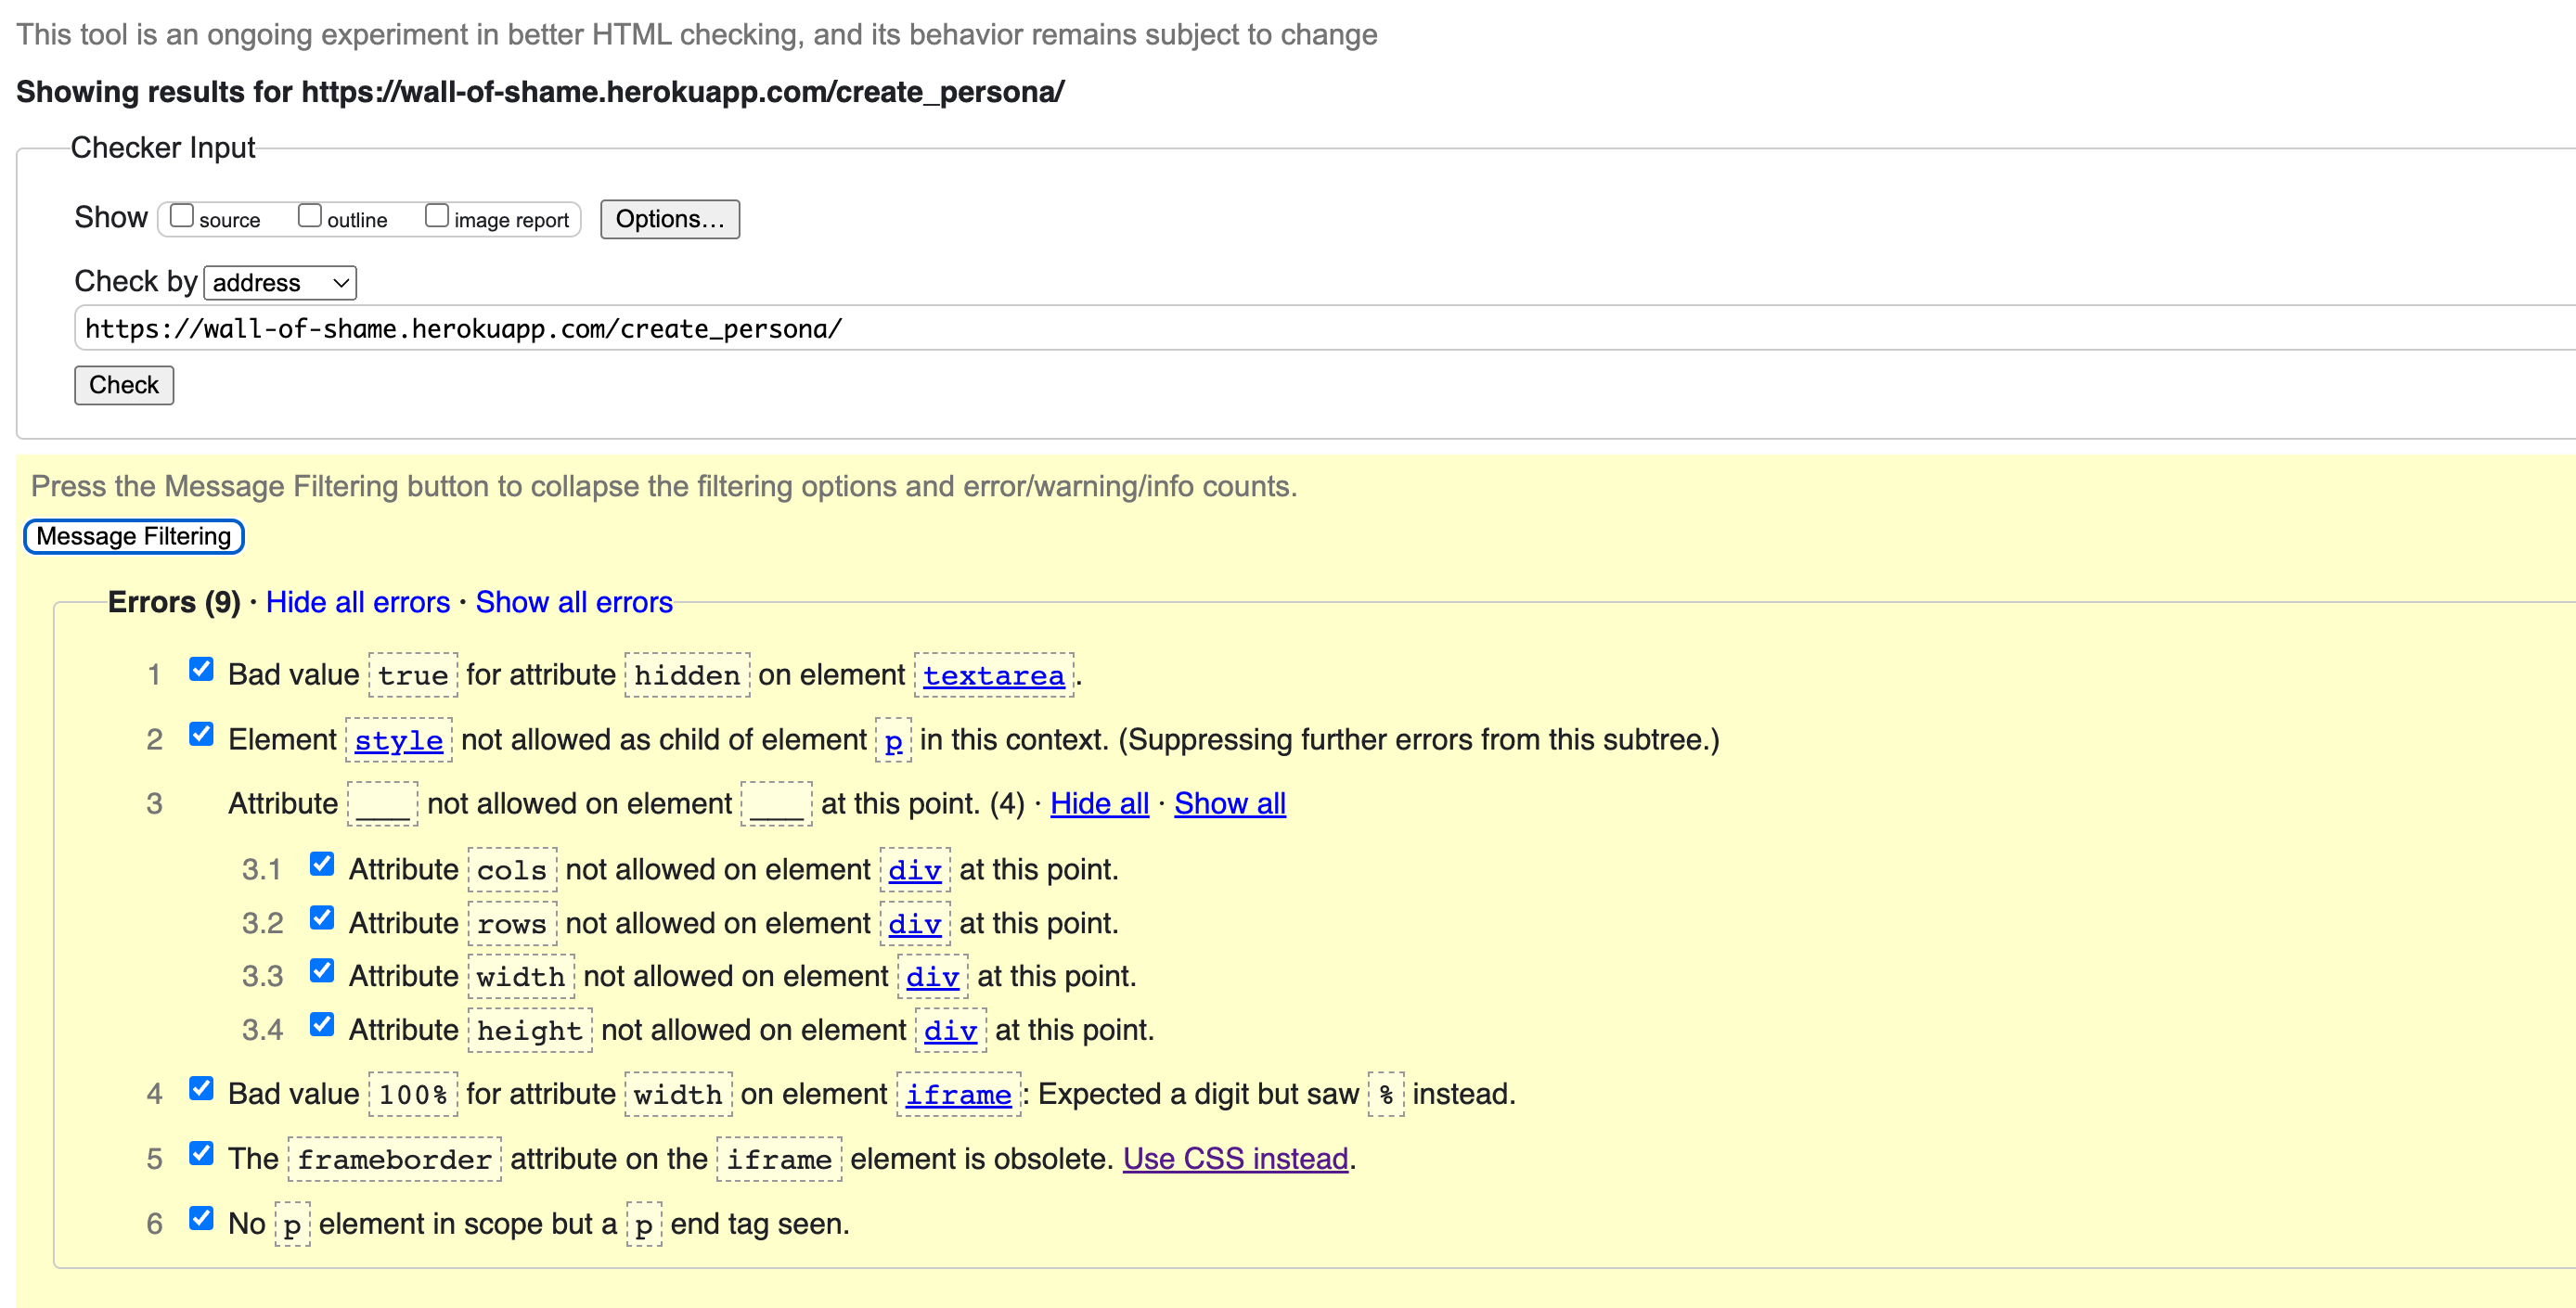 This tool is an ongoing experiment in better HTML checking, and its behavior remains subject to change
Showing results for https://wall-of-shame.herokuapp.com/create_persona/
Checker Input
Show source outline image report Options...
Check by address
https://wall-of-shame.herokuapp.com/create_persona/
Check
Press the Message Filtering button to collapse the filtering options and error/warning/info counts.
Message Filtering
Errors (9) · Hide all errors · Show all errors
1 Bad value true for attribute hidden on element textarea.
2 Element style not allowed as child of element p in this context. (Suppressing further errors from this subtree.)
3 Attribute ___ not allowed on element ___ at this point. (4) · Hide all · Show all
3.1 Attribute cols not allowed on element div at this point.
3.2 Attribute rows not allowed on element div at this point.
3.3 Attribute width not allowed on element div at this point.
3.4 Attribute height not allowed on element div at this point.
4 Bad value 100% for attribute width on element iframe: Expected a digit but saw % instead.
5 The frameborder attribute on the iframe element is obsolete. Use CSS instead.
6 No p element in scope but a p end tag seen.